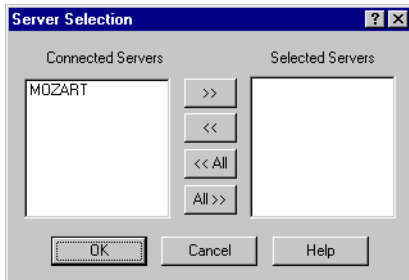 Server Selection
Connected Servers
Selected Servers
MOZART
>>
<<
<< All
All >>
OK
Cancel
Help